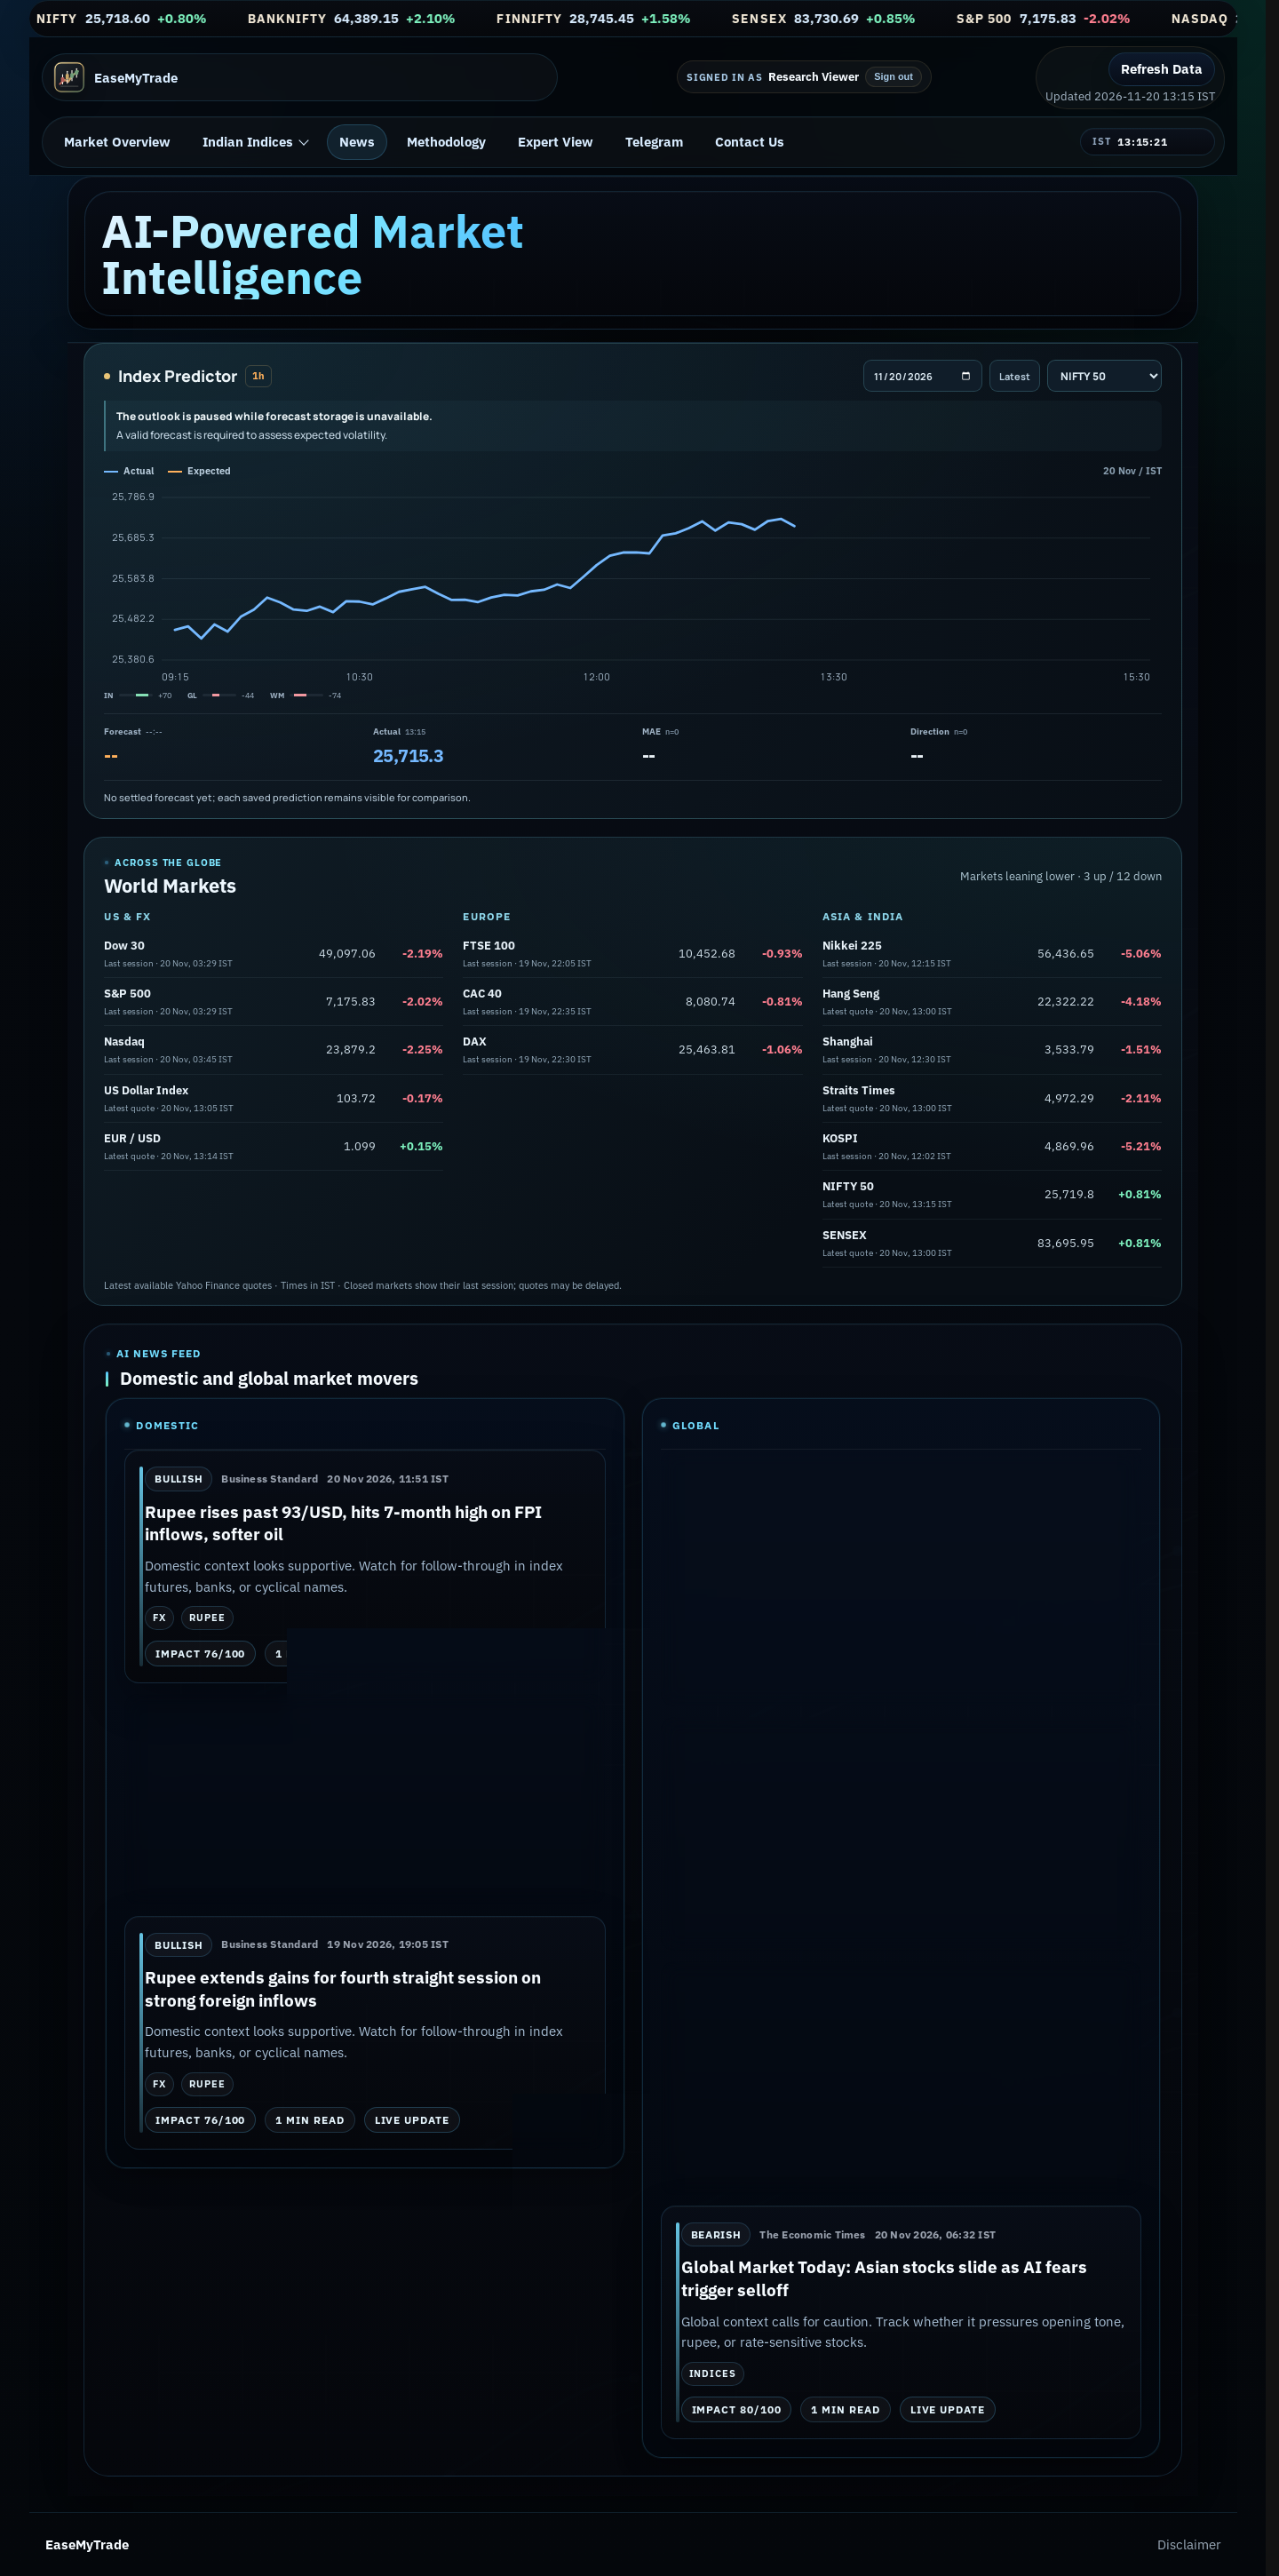 NIFTY 25,718.60 +0.80% BANKNIFTY 64,389.15 +2.10% FINNIFTY 28,745.45 +1.58% SENSEX 83,730.69 +0.85% S&P 500 7,175.83 -2.02% NASDAQ
EaseMyTrade
SIGNED IN AS Research Viewer Sign out
Refresh Data
Updated 2026-11-20 13:15 IST
Market Overview Indian Indices News Methodology Expert View Telegram Contact Us IST 13:15:21
AI-Powered Market
Intelligence
Index Predictor 1h 11/20/2026 Latest NIFTY 50
The outlook is paused while forecast storage is unavailable.
A valid forecast is required to assess expected volatility.
Actual Expected 20 Nov / IST
25,786.9
25,685.3
25,583.8
25,482.2
25,380.6
09:15 10:30 12:00 13:30 15:30
IN +70 GL -44 WM -74
Forecast --:-- Actual 13:15 MAE n=0 Direction n=0
-- 25,715.3 -- --
No settled forecast yet; each saved prediction remains visible for comparison.
ACROSS THE GLOBE
World Markets
Markets leaning lower · 3 up / 12 down
US & FX
Dow 30 49,097.06 -2.19%
Last session · 20 Nov, 03:29 IST
S&P 500 7,175.83 -2.02%
Last session · 20 Nov, 03:29 IST
Nasdaq 23,879.2 -2.25%
Last session · 20 Nov, 03:45 IST
US Dollar Index 103.72 -0.17%
Latest quote · 20 Nov, 13:05 IST
EUR / USD 1.099 +0.15%
Latest quote · 20 Nov, 13:14 IST
EUROPE
FTSE 100 10,452.68 -0.93%
Last session · 19 Nov, 22:05 IST
CAC 40 8,080.74 -0.81%
Last session · 19 Nov, 22:35 IST
DAX 25,463.81 -1.06%
Last session · 19 Nov, 22:30 IST
ASIA & INDIA
Nikkei 225 56,436.65 -5.06%
Last session · 20 Nov, 12:15 IST
Hang Seng 22,322.22 -4.18%
Latest quote · 20 Nov, 13:00 IST
Shanghai 3,533.79 -1.51%
Last session · 20 Nov, 12:30 IST
Straits Times 4,972.29 -2.11%
Latest quote · 20 Nov, 13:00 IST
KOSPI 4,869.96 -5.21%
Last session · 20 Nov, 12:02 IST
NIFTY 50 25,719.8 +0.81%
Latest quote · 20 Nov, 13:15 IST
SENSEX 83,695.95 +0.81%
Latest quote · 20 Nov, 13:00 IST
Latest available Yahoo Finance quotes · Times in IST · Closed markets show their last session; quotes may be delayed.
AI NEWS FEED
Domestic and global market movers
DOMESTIC
BULLISH Business Standard 20 Nov 2026, 11:51 IST
Rupee rises past 93/USD, hits 7-month high on FPI
inflows, softer oil
Domestic context looks supportive. Watch for follow-through in index
futures, banks, or cyclical names.
FX RUPEE
IMPACT 76/100 1
BULLISH Business Standard 19 Nov 2026, 19:05 IST
Rupee extends gains for fourth straight session on
strong foreign inflows
Domestic context looks supportive. Watch for follow-through in index
futures, banks, or cyclical names.
FX RUPEE
IMPACT 76/100 1 MIN READ LIVE UPDATE
GLOBAL
BEARISH The Economic Times 20 Nov 2026, 06:32 IST
Global Market Today: Asian stocks slide as AI fears
trigger selloff
Global context calls for caution. Track whether it pressures opening tone,
rupee, or rate-sensitive stocks.
INDICES
IMPACT 80/100 1 MIN READ LIVE UPDATE
EaseMyTrade Disclaimer